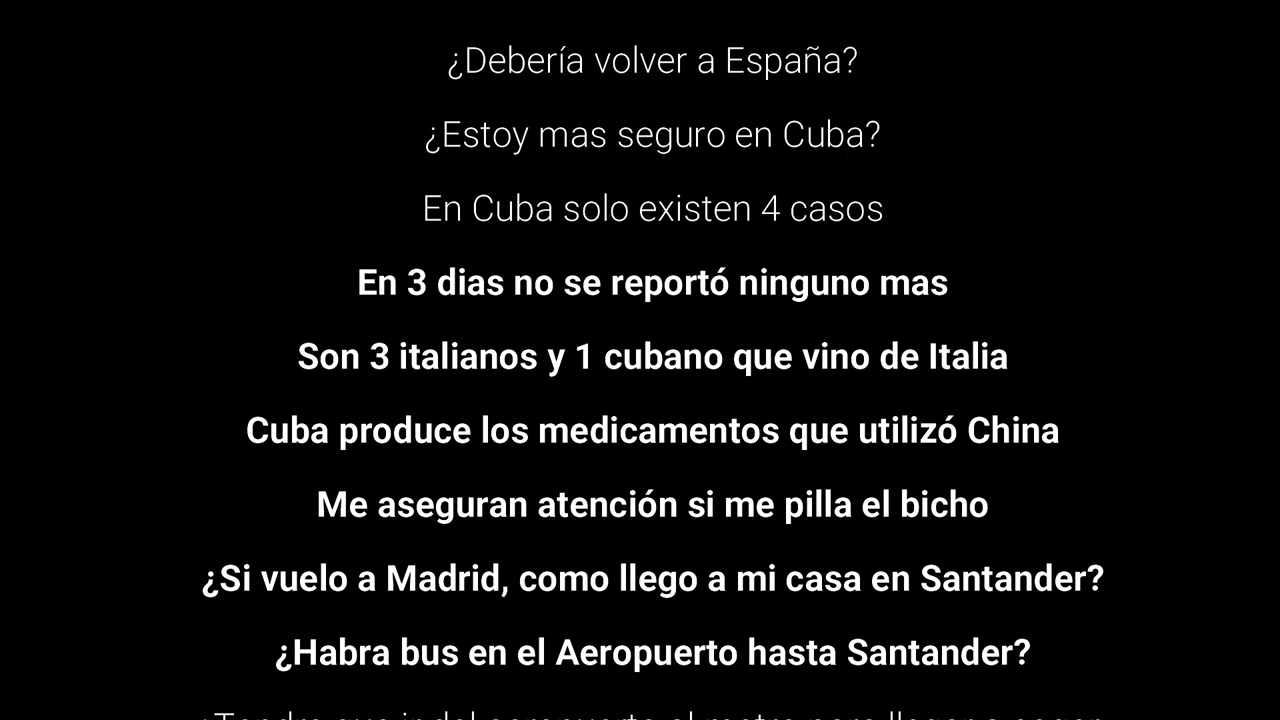 ¿Debería volver a España?
¿Estoy mas seguro en Cuba?
En Cuba solo existen 4 casos
En 3 dias no se reportó ninguno mas
Son 3 italianos y 1 cubano que vino de Italia
Cuba produce los medicamentos que utilizó China
Me aseguran atención si me pilla el bicho
¿Si vuelo a Madrid, como llego a mi casa en Santander?
¿Habra bus en el Aeropuerto hasta Santander?